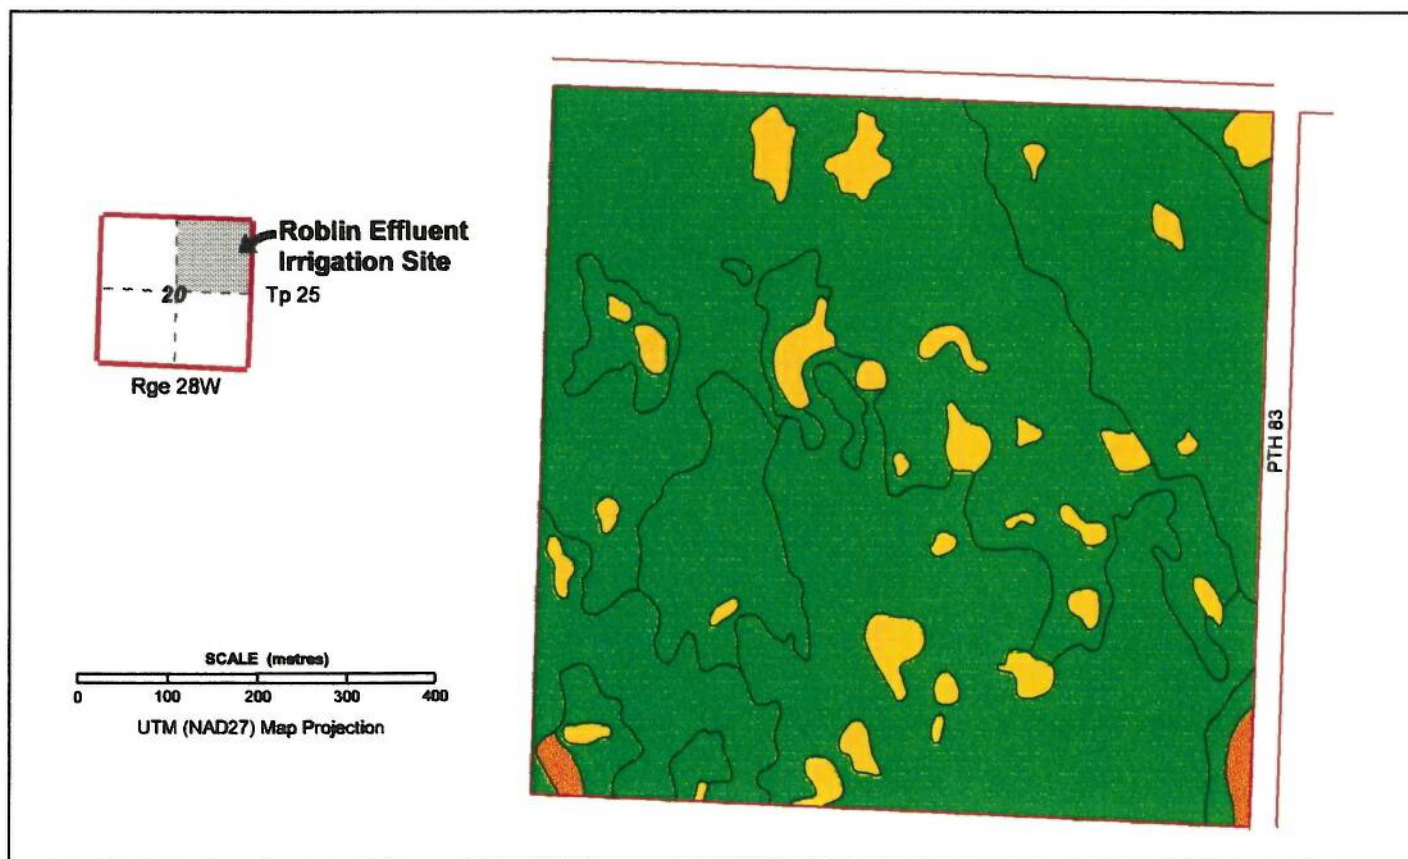 Roblin Effluent
Irrigation Site
20
Tp 25
Rge 28W
PTH 83
SCALE (metres)
0 100 200 300 400
UTM (NAD27) Map Projection